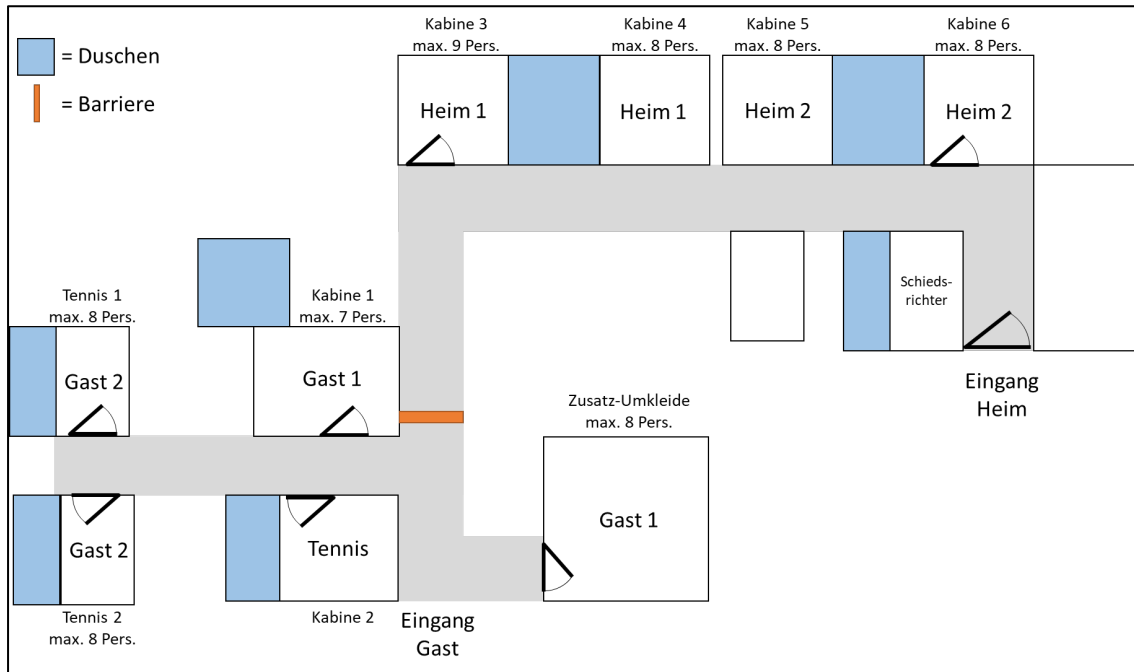 = Duschen
= Barriere
Kabine 3
max. 9 Pers.
Kabine 4
max. 8 Pers.
Kabine 5
max. 8 Pers.
Kabine 6
max. 8 Pers.
Heim 1
Heim 1
Heim 2
Heim 2
Schieds-
richter
Eingang
Heim
Tennis 1
max. 8 Pers.
Kabine 1
max. 7 Pers.
Gast 2
Gast 1
Zusatz-Umkleide
max. 8 Pers.
Gast 1
Gast 2
Tennis
Tennis 2
max. 8 Pers.
Kabine 2
Eingang
Gast